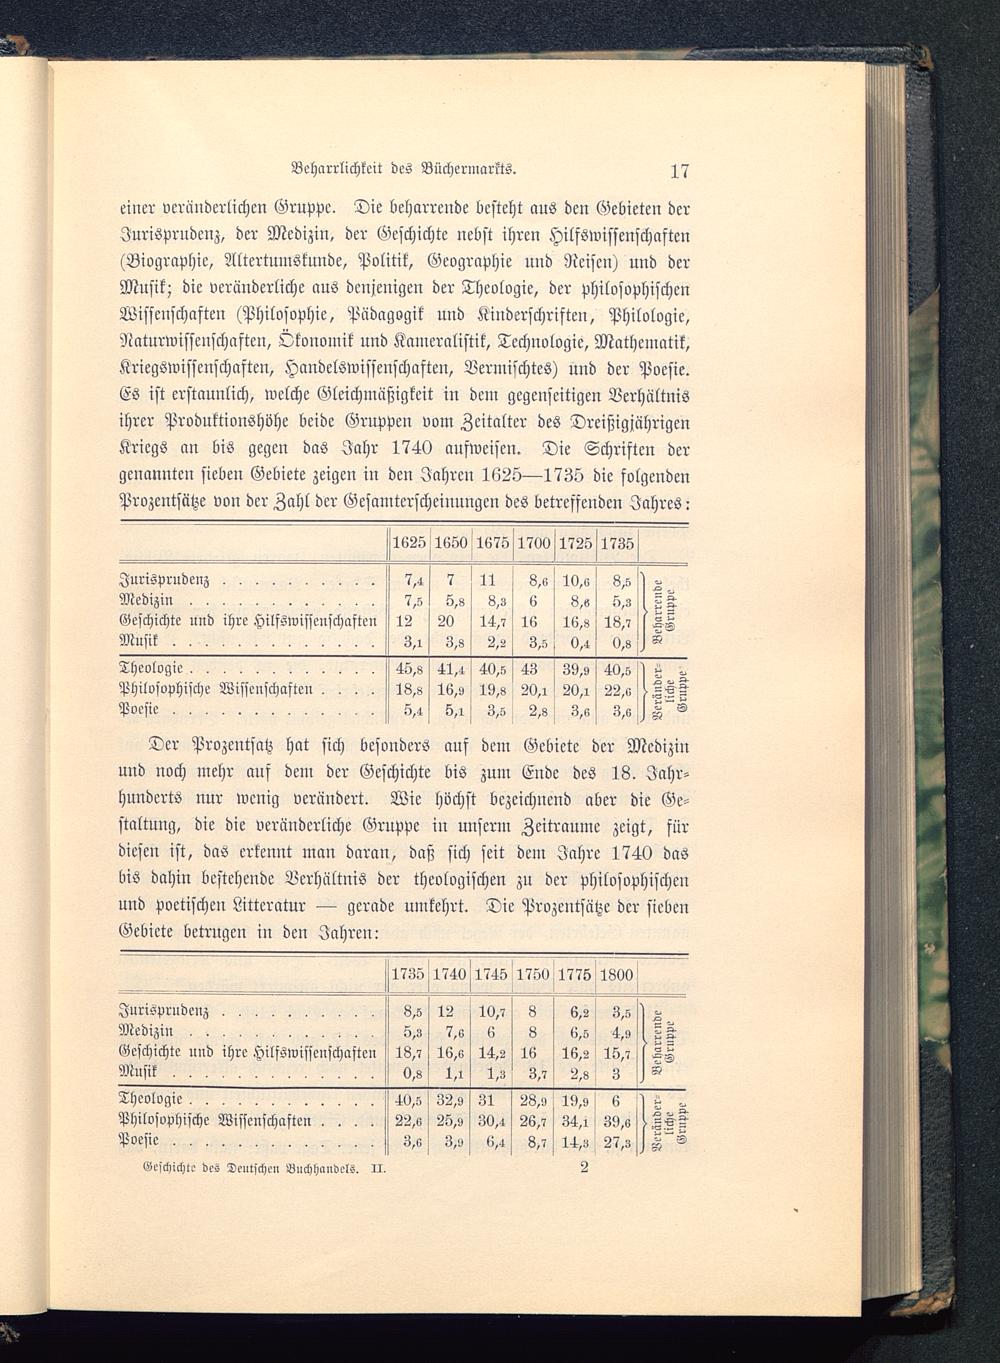 Beharrlichkeit des Büchermarkts. 17
einer veränderlichen Gruppe. Die beharrende besteht aus den Gebieten der
Jurisprudenz, der Medizin, der Geschichte nebst ihren Hilfswissenschaften
(Biographie, Altertumskunde, Politik, Geographie und Reisen) und der
Musik; die veränderliche aus denjenigen der Theologie, der philosophischen
Wissenschaften (Philosophie, Pädagogik und Kinderschriften, Philologie,
Naturwissenschaften, Ökonomik und Kameralistik, Technologie, Mathematik,
Kriegswissenschaften, Handelswissenschaften, Vermischtes) und der Poesie.
Es ist erstaunlich, welche Gleichmäßigkeit in dem gegenseitigen Verhältnis
ihrer Produktionshöhe beide Gruppen vom Zeitalter des Dreißigjährigen
Kriegs an bis gegen das Jahr 1740 aufweisen. Die Schriften der
genannten sieben Gebiete zeigen in den Jahren 1625—1735 die folgenden
Prozentsätze von der Zahl der Gesamterscheinungen des betreffenden Jahres:
1625 1650 1675 1700 1725 1735
Jurisprudenz . . . . . . . . . . 7,4 7 11 8,6 10,6 8,5
Medizin . . . . . . . . . . . . 7,5 5,8 8,3 6 8,6 5,3
Geschichte und ihre Hilfswissenschaften 12 20 14,7 16 16,8 18,7
Musik . . . . . . . . . . . . . 3,1 3,8 2,2 3,5 0,4 0,8
Beharrende
Gruppe
Theologie . . . . . . . . . . . . 45,8 41,4 40,5 43 39,9 40,5
Philosophische Wissenschaften . . . . 18,8 16,9 19,8 20,1 20,1 22,6
Poesie . . . . . . . . . . . . . 5,4 5,1 3,5 2,8 3,6 3,6
Veränder-
liche
Gruppe
Der Prozentsatz hat sich besonders auf dem Gebiete der Medizin
und noch mehr auf dem der Geschichte bis zum Ende des 18. Jahr-
hunderts nur wenig verändert. Wie höchst bezeichnend aber die Ge-
staltung, die die veränderliche Gruppe in unserm Zeitraume zeigt, für
diesen ist, das erkennt man daran, daß sich seit dem Jahre 1740 das
bis dahin bestehende Verhältnis der theologischen zu der philosophischen
und poetischen Litteratur — gerade umkehrt. Die Prozentsätze der sieben
Gebiete betrugen in den Jahren:
1735 1740 1745 1750 1775 1800
Jurisprudenz . . . . . . . . . . 8,5 12 10,7 8 6,2 3,5
Medizin . . . . . . . . . . . . 5,3 7,6 6 8 6,5 4,9
Geschichte und ihre Hilfswissenschaften 18,7 16,6 14,2 16 16,2 15,7
Musik . . . . . . . . . . . . . 0,8 1,1 1,3 3,7 2,8 3
Beharrende
Gruppe
Theologie . . . . . . . . . . . . 40,5 32,9 31 28,9 19,9 6
Philosophische Wissenschaften . . . . 22,6 25,9 30,4 26,7 34,1 39,6
Poesie . . . . . . . . . . . . . 3,6 3,9 6,4 8,7 14,3 27,3
Veränder-
liche
Gruppe
Geschichte des Deutschen Buchhandels. II. 2